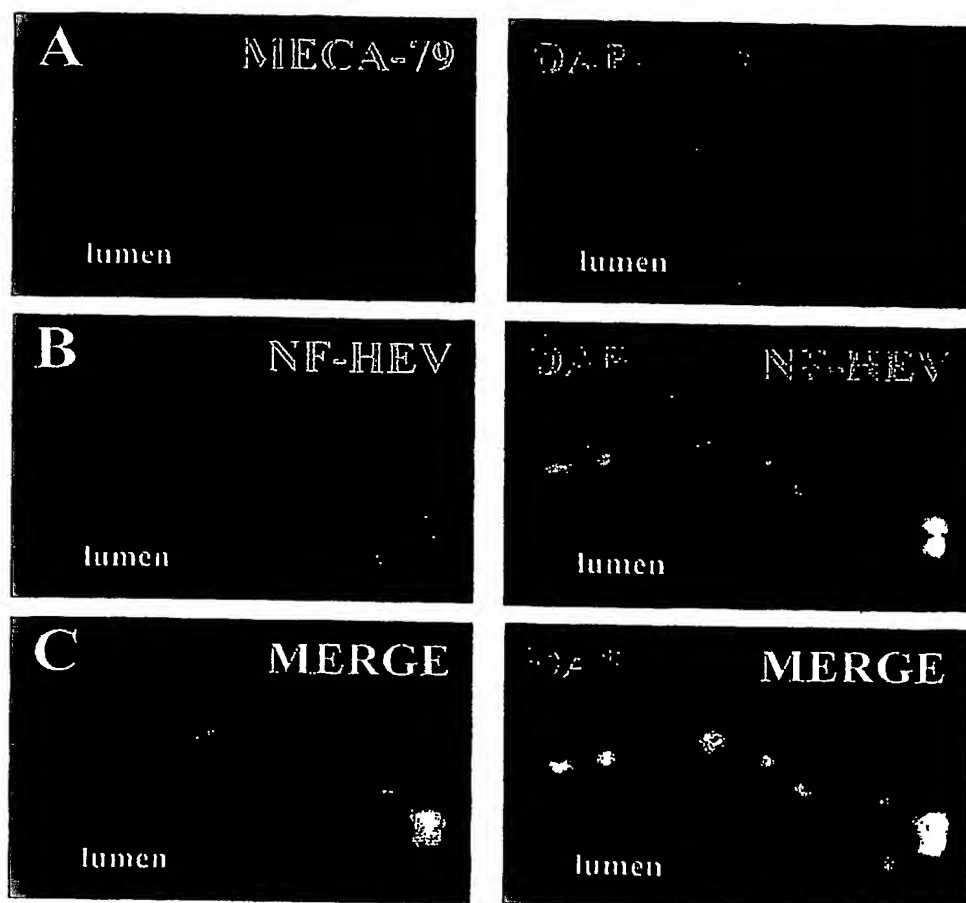 A MECA-79
lumen
lumen
B NF-HEV
NF-HEV
lumen
lumen
C MERGE
MERGE
lumen
lumen